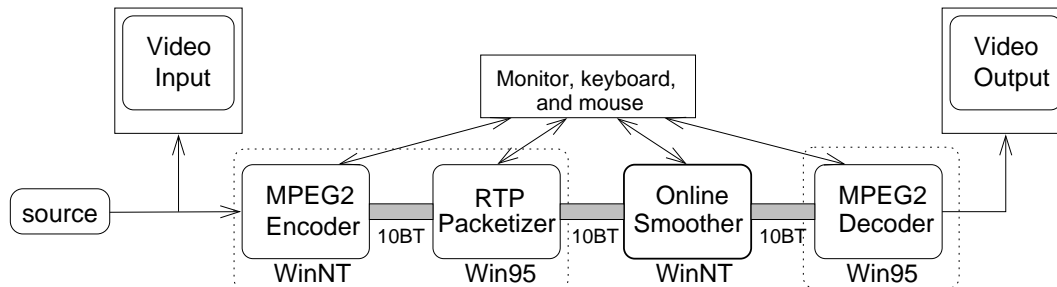 Video
Input
Video
Output
Monitor, keyboard,
and mouse
source
MPEG2
Encoder
10BT
RTP
Packetizer
10BT
Online
Smoother
10BT
MPEG2
Decoder
WinNT
Win95
WinNT
Win95